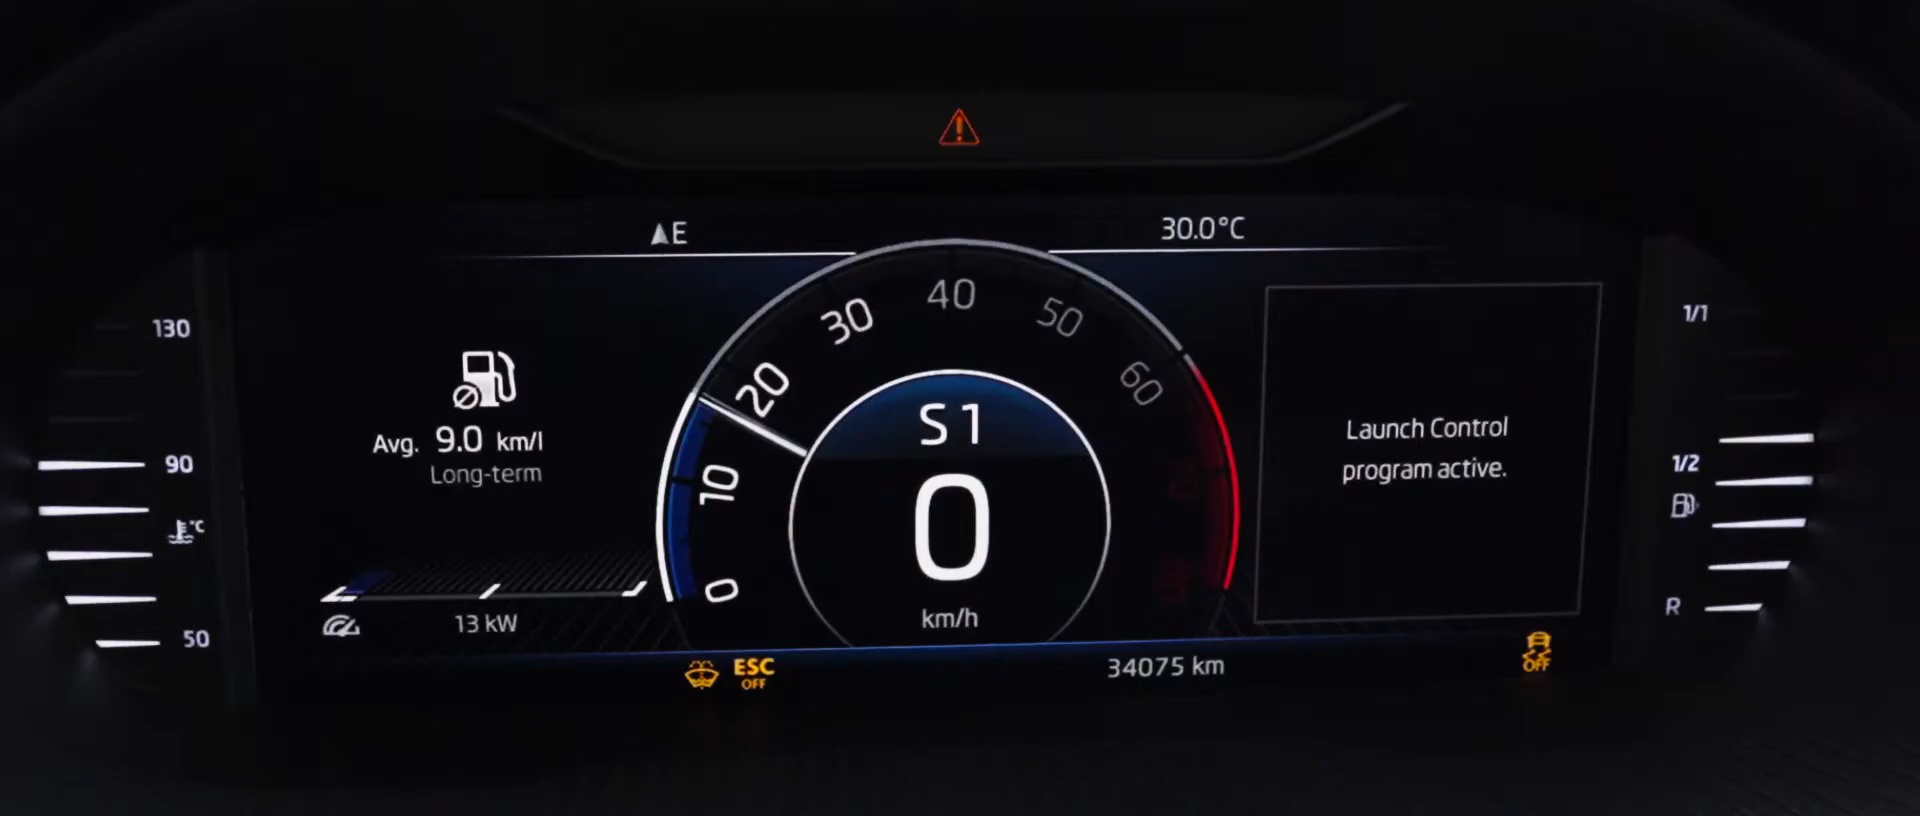 E
30.0°C
130
90
°C
50
Avg. 9.0 km/l
Long-term
13 kW
0
10
20
30
40
50
60
S 1
0
km/h
Launch Control
program active.
1/1
1/2
R
ESC
OFF
34075 km
OFF